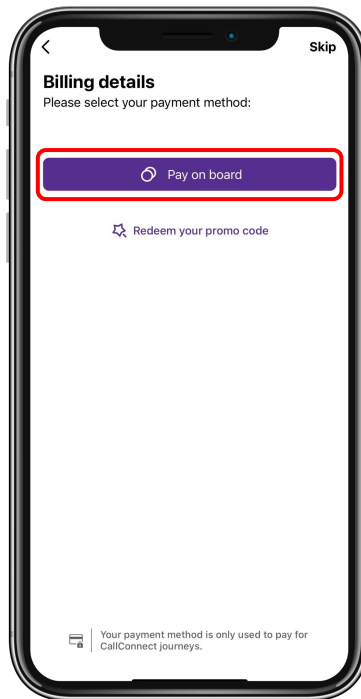 Skip
Billing details
Please select your payment method:
Pay on board
Redeem your promo code
Your payment method is only used to pay for
CallConnect journeys.